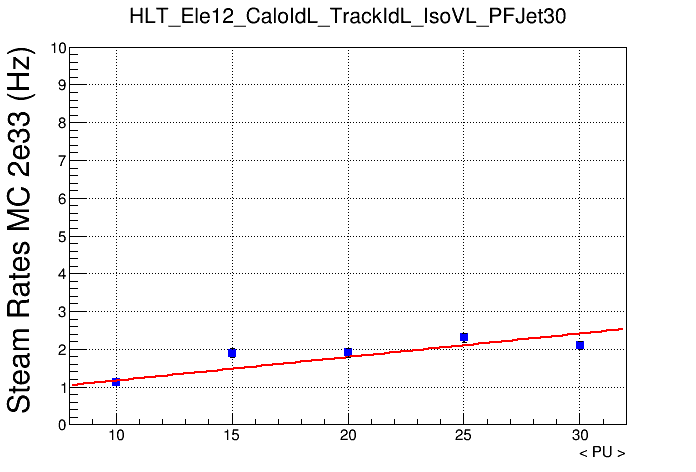 HLT_Ele12_CaloIdL_TrackIdL_IsoVL_PFJet30
Steam Rates MC 2e33 (Hz)
10
9
8
7
6
5
4
3
2
1
0
10 15 20 25 30
< PU >